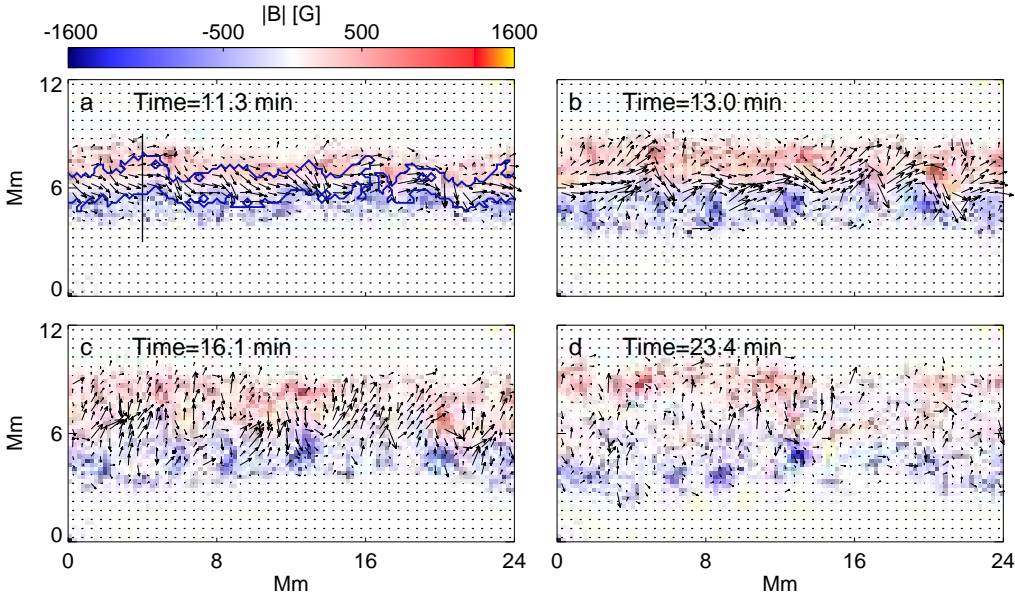 |B| [G]
-1600 -500 500 1600
12
a Time=11.3 min
b Time=13.0 min
Mm
6
0
12
c Time=16.1 min
d Time=23.4 min
Mm
6
0
0 8 16 24
0 8 16 24
Mm
Mm